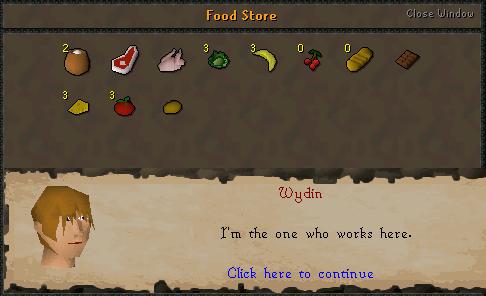 Food Store
Close Window
2 3 3 0 0
3 3
Wydin
I'm the one who works here.
Click here to continue